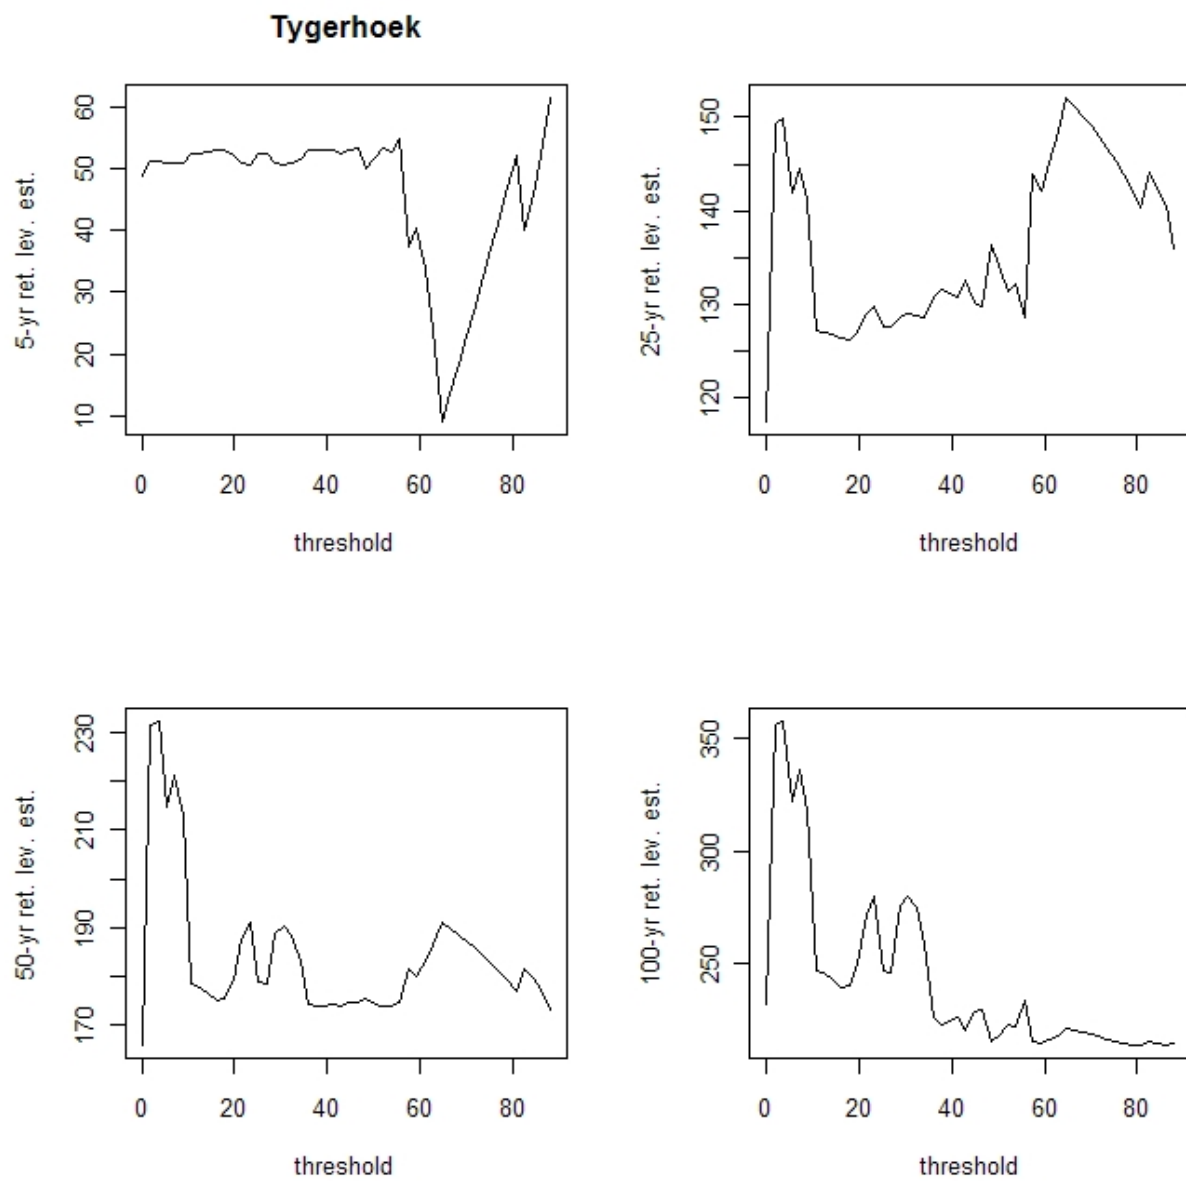 Tygerhoek
5-yr ret. lev. est.
60
50
40
30
20
10
0 20 40 60 80
threshold
25-yr ret. lev. est.
150
140
130
120
0 20 40 60 80
threshold
50-yr ret. lev. est.
230
210
190
170
0 20 40 60 80
threshold
100-yr ret. lev. est.
350
300
250
0 20 40 60 80
threshold